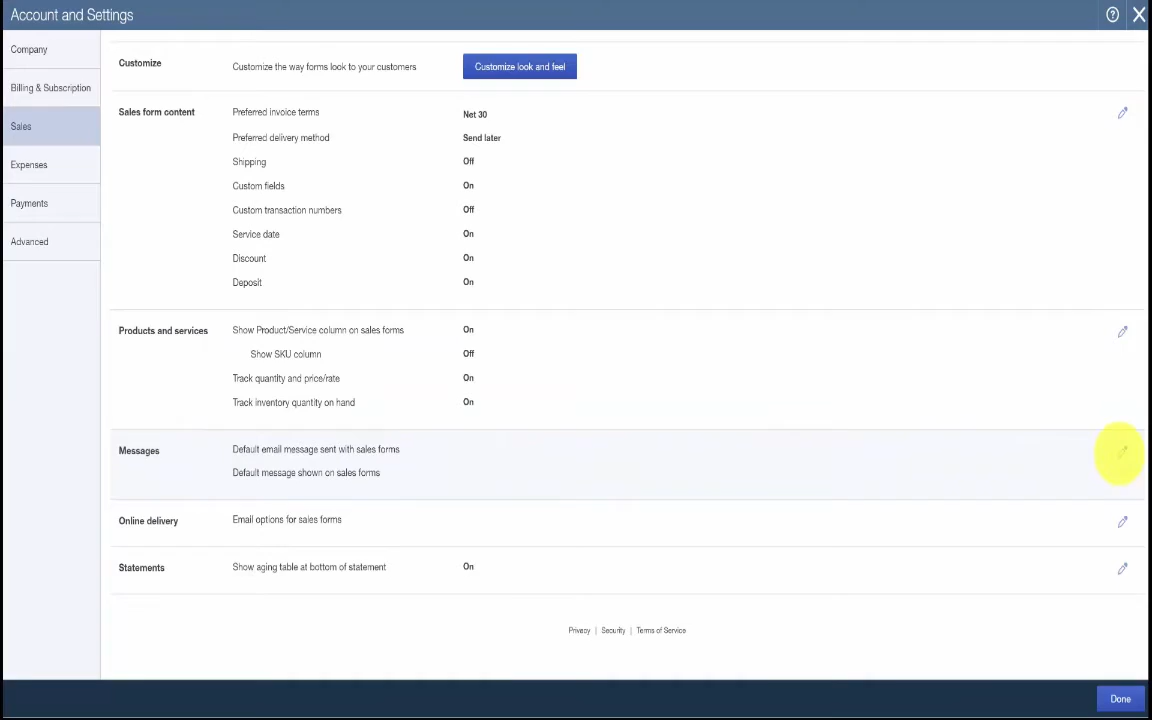 Account and Settings
Company
Billing & Subscription
Sales
Expenses
Payments
Advanced
Customize
Customize the way forms look to your customers
Customize look and feel
Sales form content
Preferred invoice terms
Net 30
Preferred delivery method
Send later
Shipping
Off
Custom fields
On
Custom transaction numbers
Off
Service date
On
Discount
On
Deposit
On
Products and services
Show Product/Service column on sales forms
On
Show SKU column
Off
Track quantity and price/rate
On
Track inventory quantity on hand
On
Messages
Default email message sent with sales forms
Default message shown on sales forms
Online delivery
Email options for sales forms
Statements
Show aging table at bottom of statement
On
Privacy | Security | Terms of Service
Done